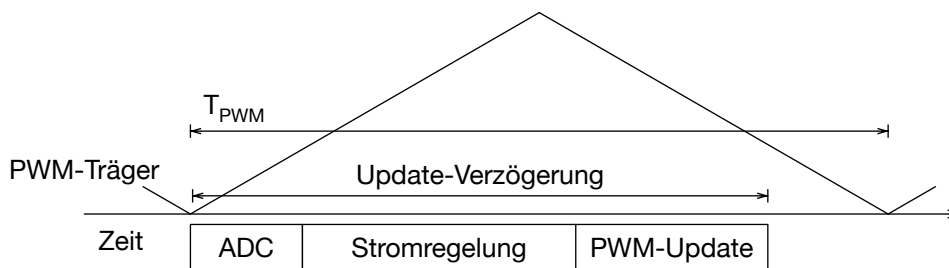 T_PWM
PWM-Träger
Update-Verzögerung
Zeit
ADC
Stromregelung
PWM-Update